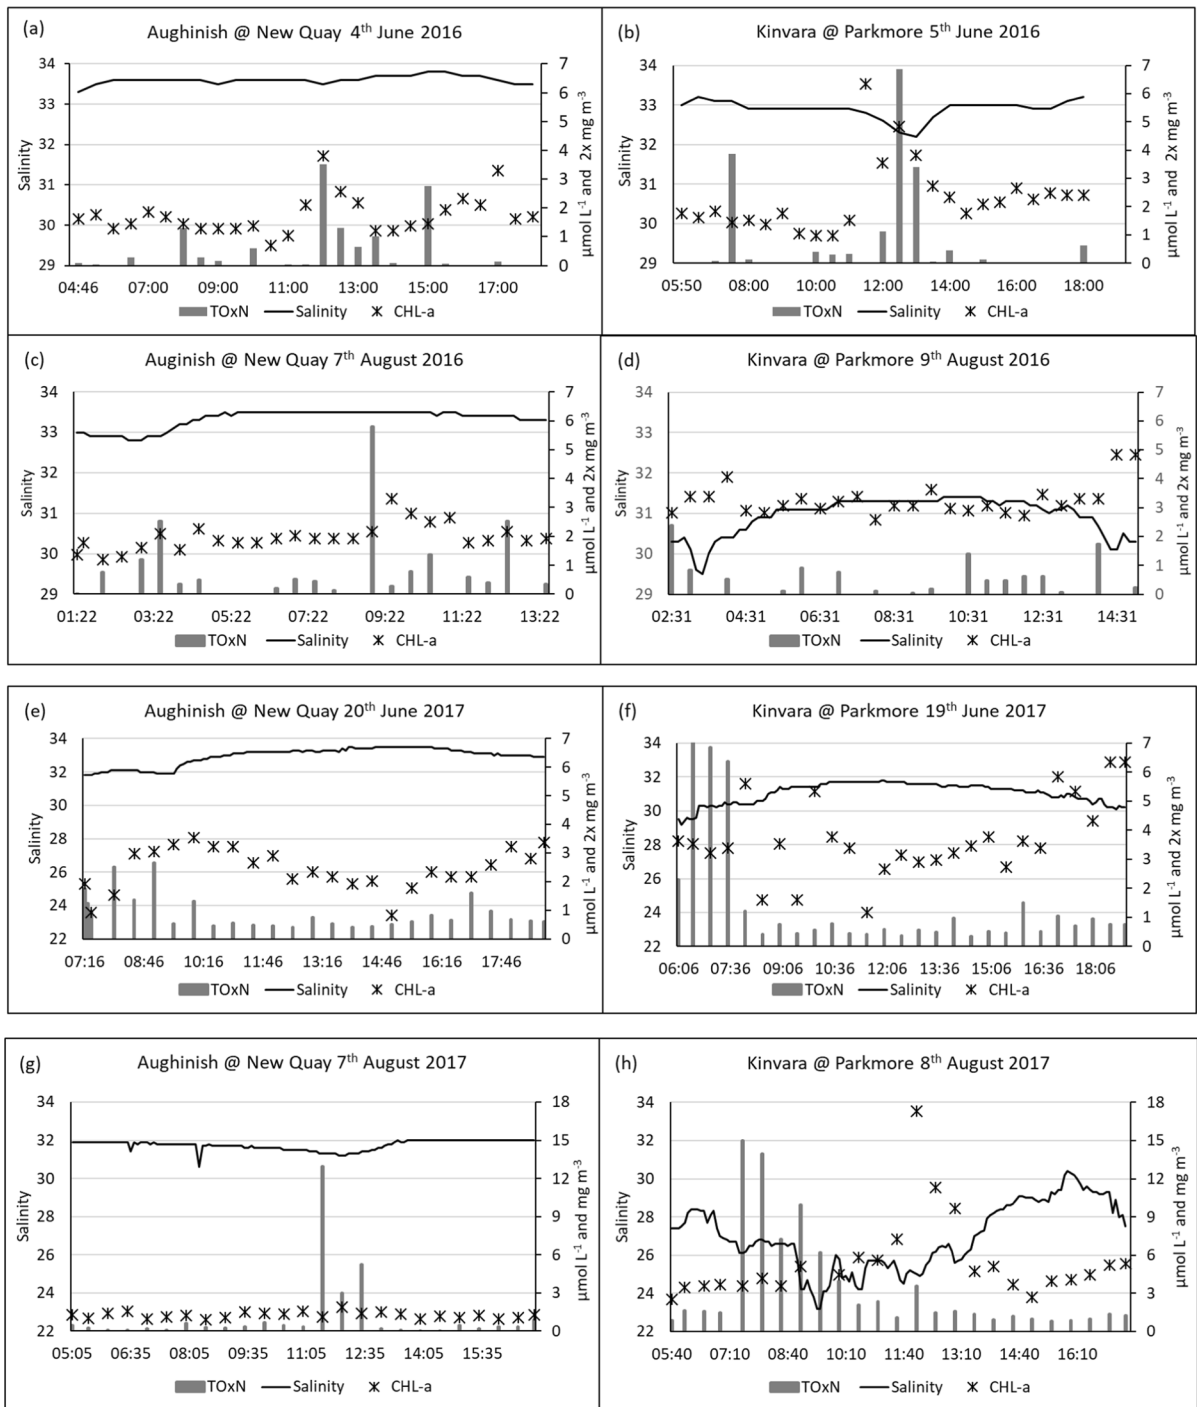 (a) Aughinish @ New Quay 4th June 2016
34
33
32
31
30
29
Salinity
7
6
5
4
3
2
1
0
µmol L-1 and 2x mg m-3
04:46 07:00 09:00 11:00 13:00 15:00 17:00
TOxN Salinity CHL-a
(b) Kinvara @ Parkmore 5th June 2016
34
33
32
31
30
29
Salinity
7
6
5
4
3
2
1
0
µmol L-1 and 2x mg m-3
05:50 08:00 10:00 12:00 14:00 16:00 18:00
TOxN Salinity CHL-a
(c) Auginish @ New Quay 7th August 2016
34
33
32
31
30
29
Salinity
7
6
5
4
3
2
1
0
µmol L-1 and 2x mg m-3
01:22 03:22 05:22 07:22 09:22 11:22 13:22
TOxN Salinity CHL-a
(d) Kinvara @ Parkmore 9th August 2016
34
33
32
31
30
29
Salinity
7
6
5
4
3
2
1
0
µmol L-1 and 2x mg m-3
02:31 04:31 06:31 08:31 10:31 12:31 14:31
TOxN Salinity CHL-a
(e) Aughinish @ New Quay 20th June 2017
34
32
30
28
26
24
22
Salinity
7
6
5
4
3
2
1
0
µmol L-1 and 2x mg m-3
07:16 08:46 10:16 11:46 13:16 14:46 16:16 17:46
TOxN Salinity CHL-a
(f) Kinvara @ Parkmore 19th June 2017
34
32
30
28
26
24
22
Salinity
7
6
5
4
3
2
1
0
µmol L-1 and 2x mg m-3
06:06 07:36 09:06 10:36 12:06 13:36 15:06 16:36 18:06
TOxN Salinity CHL-a
(g) Aughinish @ New Quay 7th August 2017
34
32
30
28
26
24
22
Salinity
18
15
12
9
6
3
0
µmol L-1 and mg m-3
05:05 06:35 08:05 09:35 11:05 12:35 14:05 15:35
TOxN Salinity CHL-a
(h) Kinvara @ Parkmore 8th August 2017
34
32
30
28
26
24
22
Salinity
18
15
12
9
6
3
0
µmol L-1 and mg m-3
05:40 07:10 08:40 10:10 11:40 13:10 14:40 16:10
TOxN Salinity CHL-a